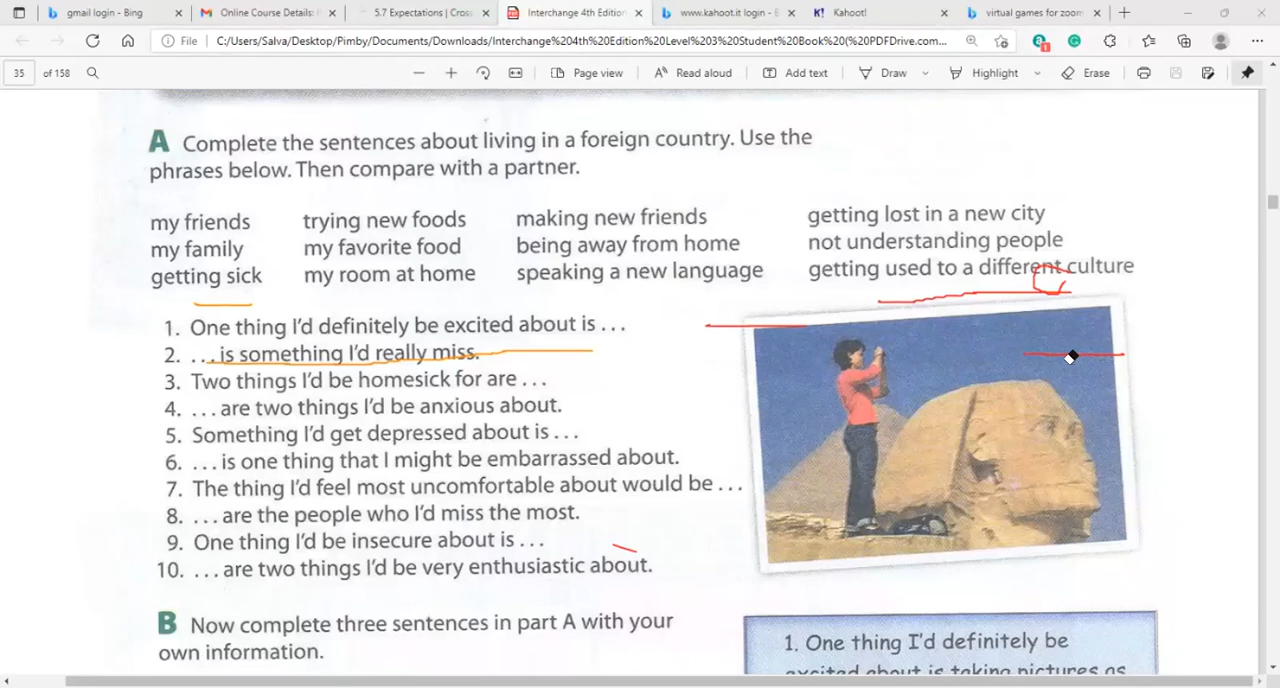 gmail login - Bing
Online Course Details:
5.7 Expectations | Cross
Interchange 4th Edition
www.kahoot.it login -
Kahoot!
virtual games for zoom
File
C:/Users/Salva/Desktop/Pimby/Documents/Downloads/Interchange%204th%20Edition%20Level%203%20Student%20Book%20(%20PDFDrive.com...
35 of 158
Page view
Read aloud
Add text
Draw
Highlight
Erase
A Complete the sentences about living in a foreign country. Use the
phrases below. Then compare with a partner.
my friends trying new foods making new friends getting lost in a new city
my family my favorite food being away from home not understanding people
getting sick my room at home speaking a new language getting used to a different culture
1. One thing I'd definitely be excited about is . . .
2. . . . is something I'd really miss.
3. Two things I'd be homesick for are . . .
4. . . . are two things I'd be anxious about.
5. Something I'd get depressed about is . . .
6. . . . is one thing that I might be embarrassed about.
7. The thing I'd feel most uncomfortable about would be . . .
8. . . . are the people who I'd miss the most.
9. One thing I'd be insecure about is . . .
10. . . . are two things I'd be very enthusiastic about.
B Now complete three sentences in part A with your
own information.
1. One thing I'd definitely be
excited about is taking pictures as